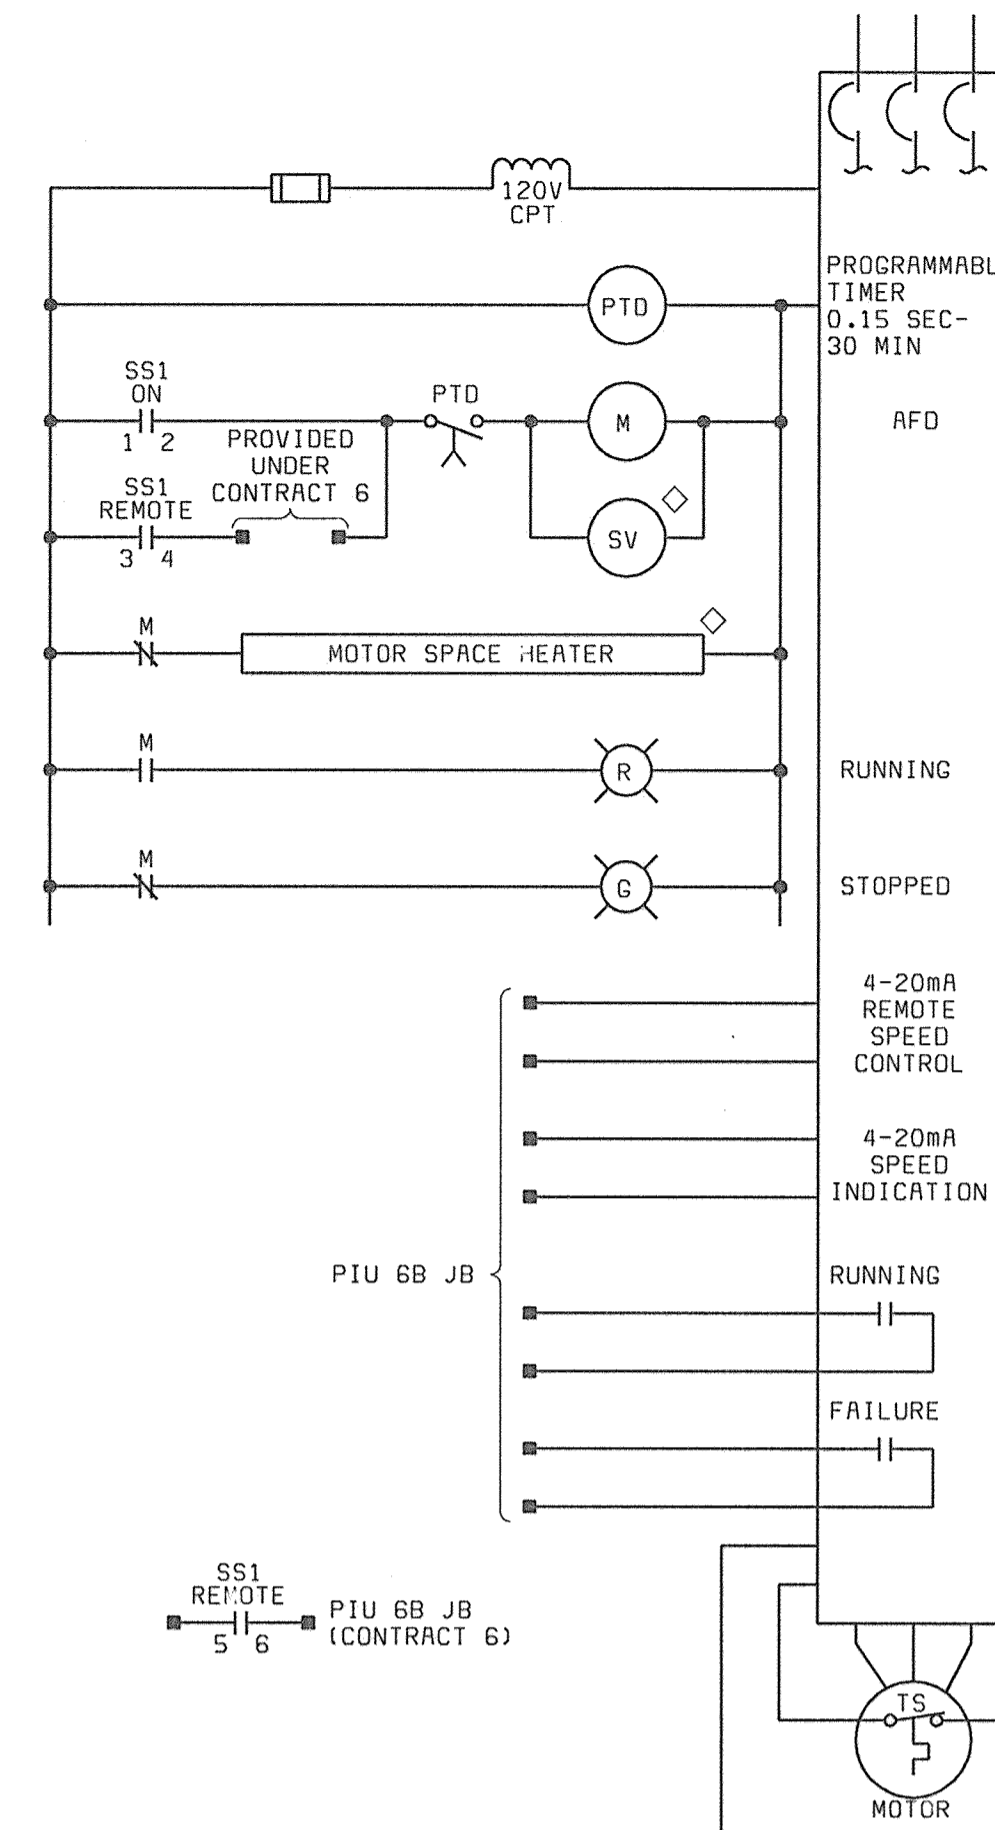 120V
CPT
PTD
PROGRAMMABL
TIMER
0.15 SEC-
30 MIN
SS1
ON
1 2
PTD
M
AFD
PROVIDED
UNDER
CONTRACT 6
SS1
REMOTE
3 4
SV
M
MOTOR SPACE HEATER
M
R
RUNNING
M
G
STOPPED
4-20mA
REMOTE
SPEED
CONTROL
4-20mA
SPEED
INDICATION
PIU 6B JB
RUNNING
FAILURE
SS1
REMOTE
5 6
PIU 6B JB
(CONTRACT 6)
TS
MOTOR